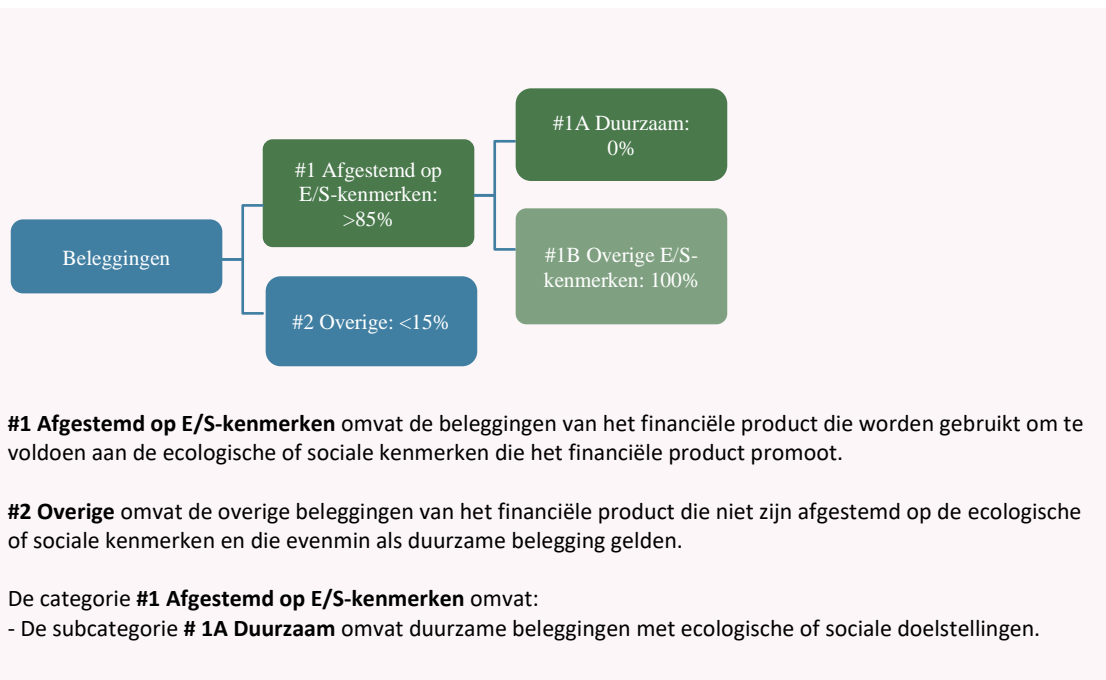 #1A Duurzaam:
0%
#1 Afgestemd op
E/S-kenmerken:
>85%
Beleggingen
#1B Overige E/S-
kenmerken: 100%
#2 Overige: <15%
#1 Afgestemd op E/S-kenmerken omvat de beleggingen van het financiële product die worden gebruikt om te
voldoen aan de ecologische of sociale kenmerken die het financiële product promoot.
#2 Overige omvat de overige beleggingen van het financiële product die niet zijn afgestemd op de ecologische
of sociale kenmerken en die evenmin als duurzame belegging gelden.
De categorie #1 Afgestemd op E/S-kenmerken omvat:
- De subcategorie # 1A Duurzaam omvat duurzame beleggingen met ecologische of sociale doelstellingen.